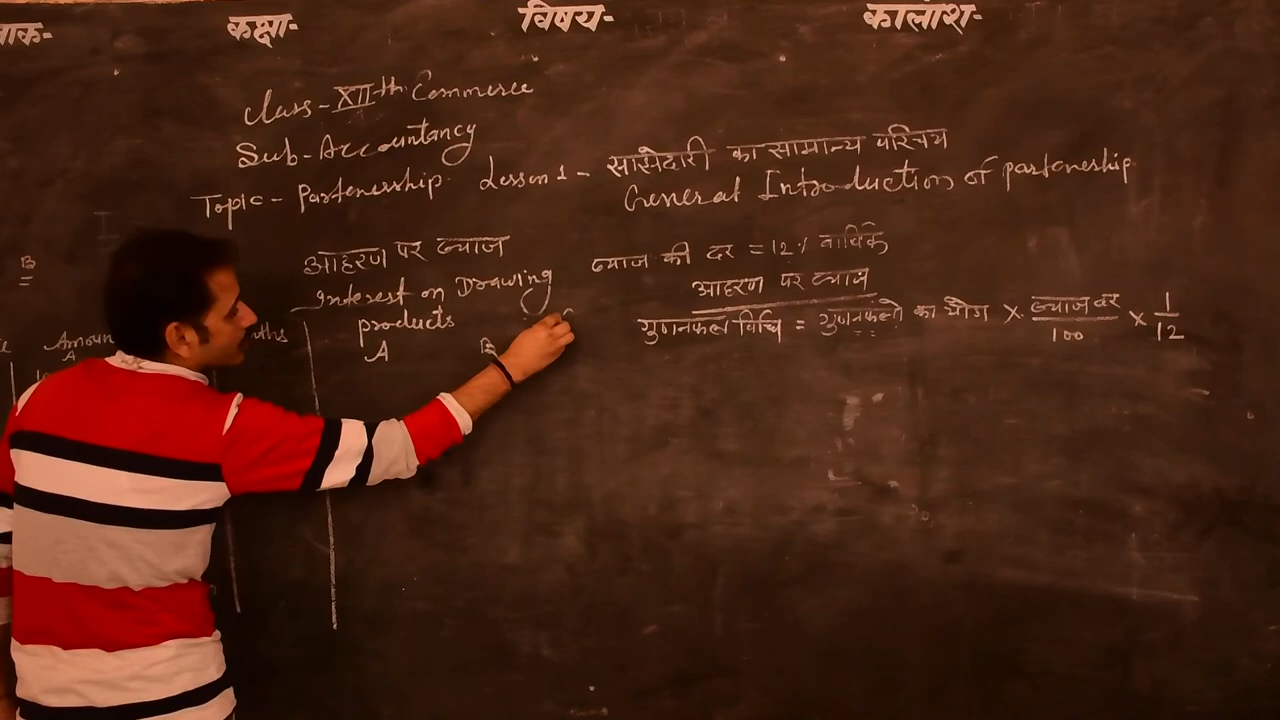 कक्षा- विषय- कालांश-
Class - XIIth Commerce
Sub - Accountancy
Topic - Partenership. Lesson 1 - साझेदारी का सामान्य परिचय
General Introduction of partenership
आहरण पर ब्याज
Interest on Drawing
products
A
ब्याज की दर = 12% वार्षिक
आहरण पर ब्याज
गुणनफल विधि = गुणनफलो का योग × ब्याज दर / 100 × 1 / 12
B
Amoun
A